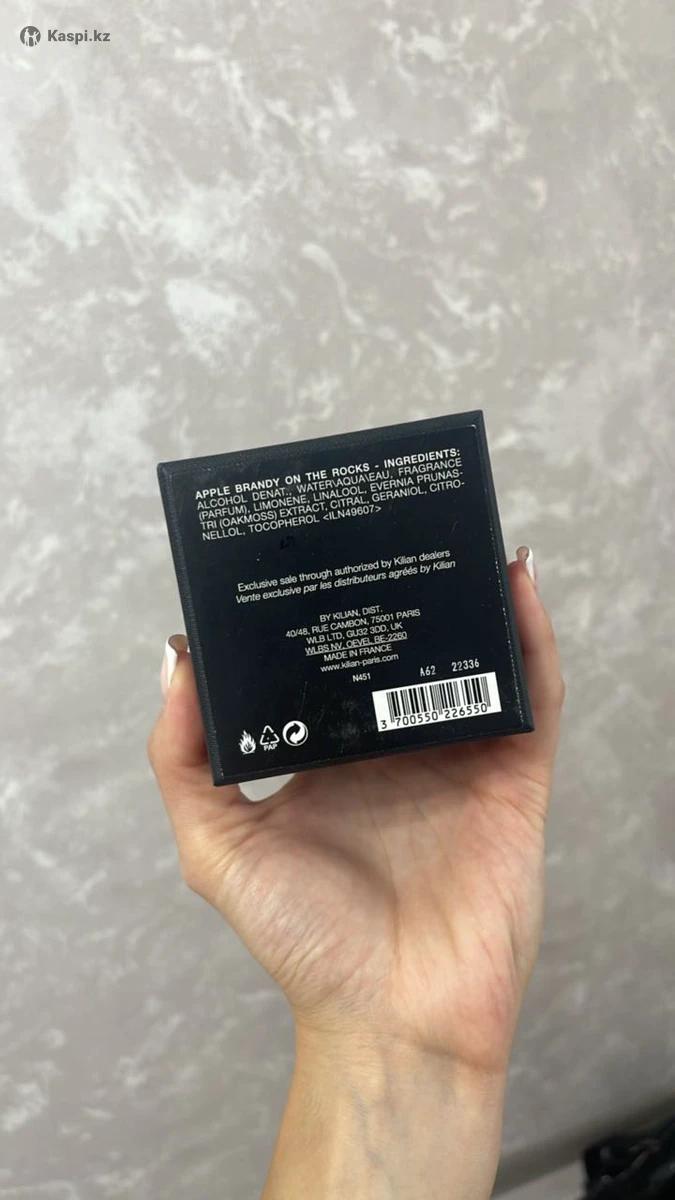 Kaspi.kz
APPLE BRANDY ON THE ROCKS - INGREDIENTS:
ALCOHOL DENAT., WATER\AQUA\EAU, FRAGRANCE
(PARFUM), LIMONENE, LINALOOL, EVERNIA PRUNAS-
TRI (OAKMOSS) EXTRACT, CITRAL, GERANIOL, CITRO-
NELLOL, TOCOPHEROL <ILN49607>
Exclusive sale through authorized by Kilian dealers
Vente exclusive par les distributeurs agréés by Kilian
BY KILIAN, DIST.
40/48, RUE CAMBON, 75001 PARIS
WLB LTD, GU32 3DD, UK
WLBS NV, OEVEL BE-2260
MADE IN FRANCE
www.kilian-paris.com
N451
A62 22336
3 700550 226550
PAP